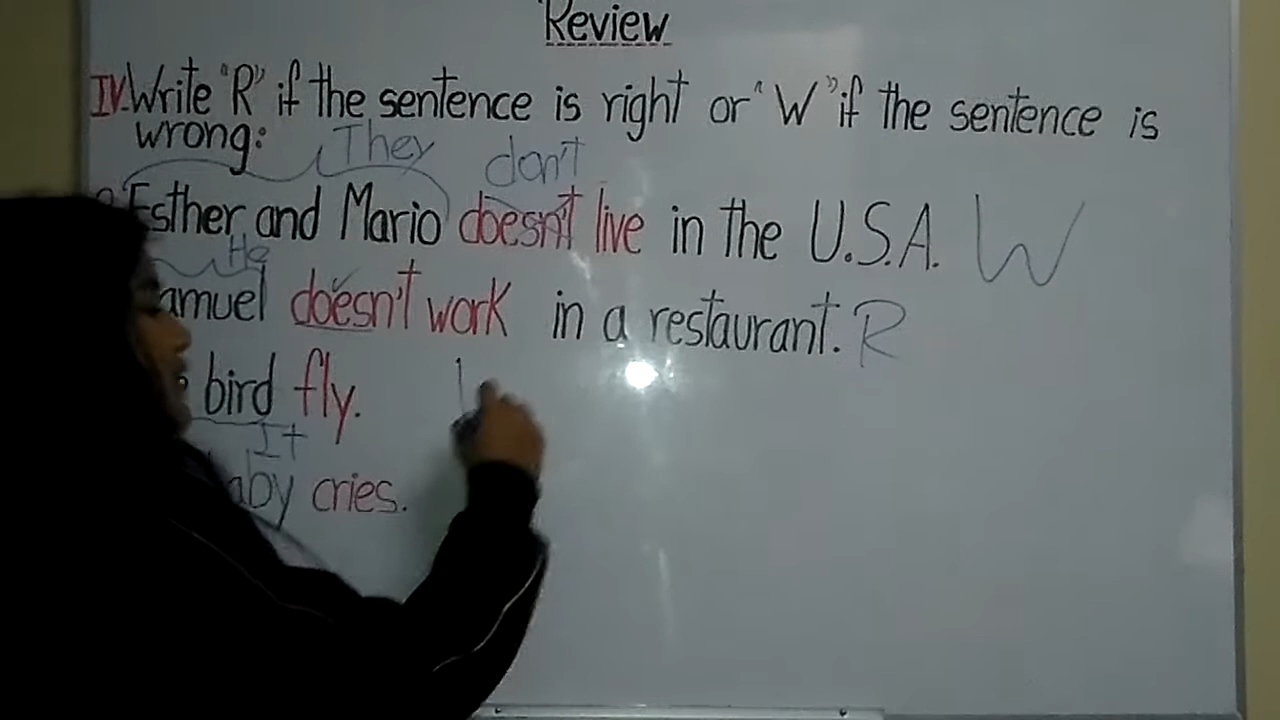 Review
IV. Write "R" if the sentence is right or "W" if the sentence is
wrong:
They don't
Esther and Mario doesn't live in the U.S.A. W
He
amuel doesn't work in a restaurant. R
bird fly.
It
aby cries.